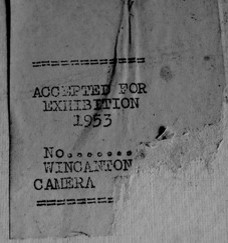 ==============
ACCEPTED FOR
EXHIBITION
1953
No........
WINCANTON
CAMERA
==========